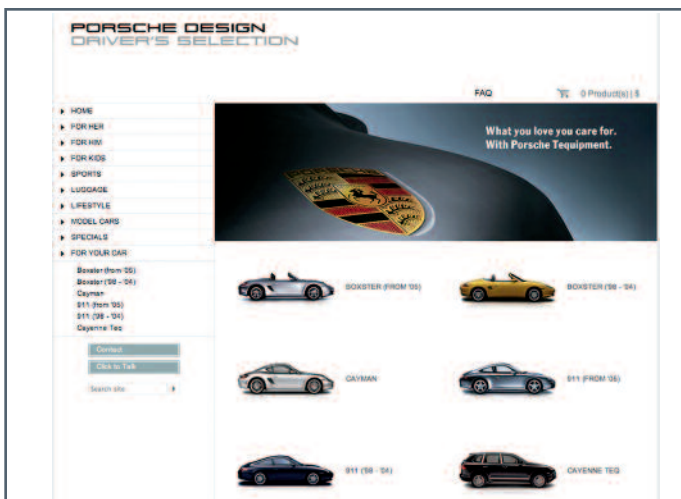 PORSCHE DESIGN
DRIVER'S SELECTION
FAQ
0 Product(s) | $
HOME
FOR HER
FOR HIM
FOR KIDS
SPORTS
LUGGAGE
LIFESTYLE
MODEL CARS
SPECIALS
FOR YOUR CAR
Boxster (from '05)
Boxster ('98 - '04)
Cayman
911 (from '05)
911 ('98 - '04)
Cayenne Teq
Contact
Click to Talk
Search site
What you love you care for.
With Porsche Tequipment.
PORSCHE
BOXSTER (FROM '05)
BOXSTER ('98 - '04)
CAYMAN
911 (FROM '05)
911 ('98 - '04)
CAYENNE TEQ